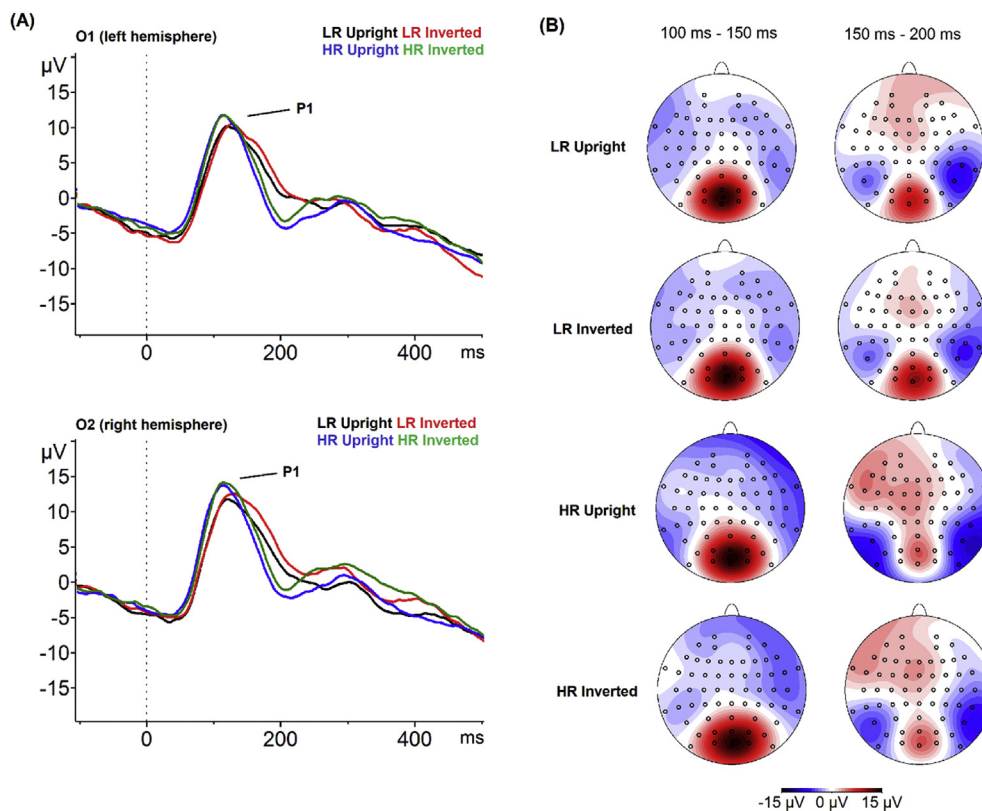 (A)
O1 (left hemisphere)
LR Upright LR Inverted
HR Upright HR Inverted
µV
15
10
5
0
-5
-10
-15
P1
0
200
400
ms
O2 (right hemisphere)
LR Upright LR Inverted
HR Upright HR Inverted
µV
15
10
5
0
-5
-10
-15
P1
0
200
400
ms
(B)
100 ms - 150 ms
150 ms - 200 ms
LR Upright
LR Inverted
HR Upright
HR Inverted
-15 µV 0 µV 15 µV